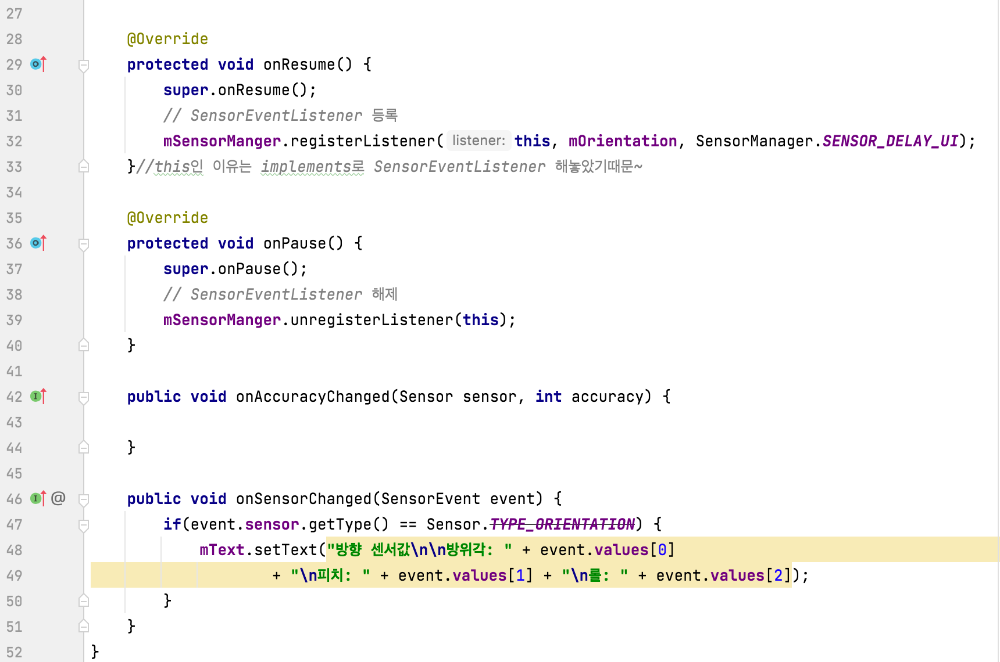 27
28 @Override
29 protected void onResume() {
30 super.onResume();
31 // SensorEventListener 등록
32 mSensorManger.registerListener( listener: this, mOrientation, SensorManager.SENSOR_DELAY_UI);
33 }//this인 이유는 implements로 SensorEventListener 해놓았기때문~
34
35 @Override
36 protected void onPause() {
37 super.onPause();
38 // SensorEventListener 해제
39 mSensorManger.unregisterListener(this);
40 }
41
42 public void onAccuracyChanged(Sensor sensor, int accuracy) {
43
44 }
45
46 @ public void onSensorChanged(SensorEvent event) {
47 if(event.sensor.getType() == Sensor.TYPE_ORIENTATION) {
48 mText.setText("방향 센서값\n\n방위각: " + event.values[0]
49 + "\n피치: " + event.values[1] + "\n롤: " + event.values[2]);
50 }
51 }
52 }